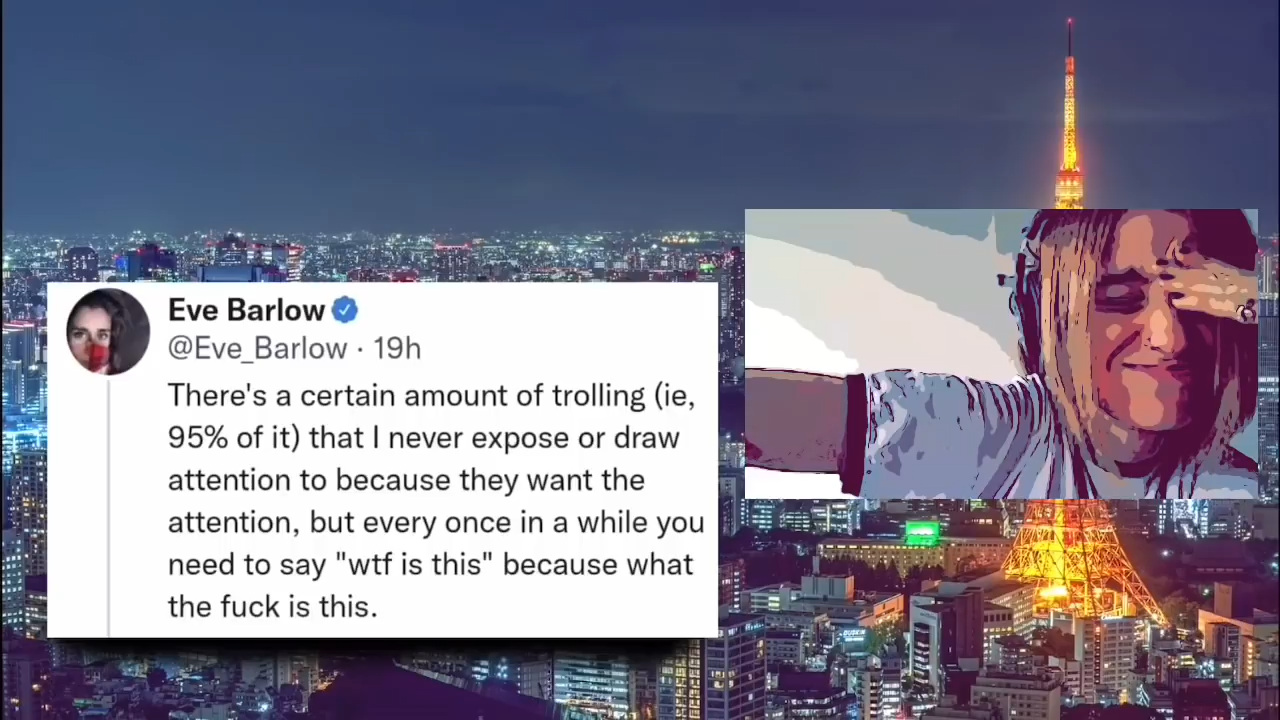 Eve Barlow
@Eve_Barlow · 19h
There's a certain amount of trolling (ie,
95% of it) that I never expose or draw
attention to because they want the
attention, but every once in a while you
need to say "wtf is this" because what
the fuck is this.
DUSKIN